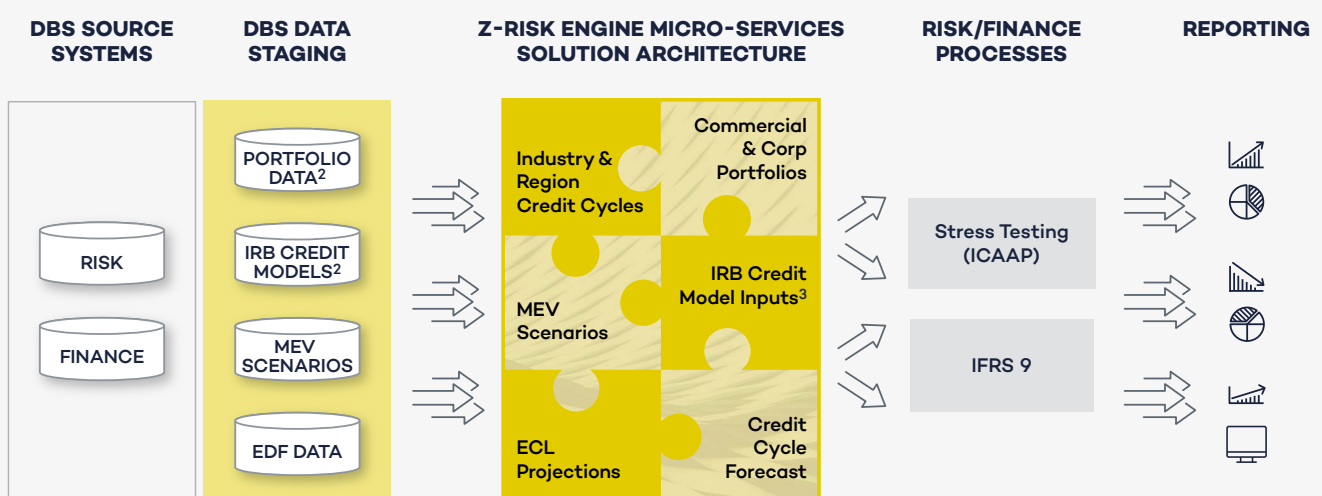 DBS SOURCE
SYSTEMS
DBS DATA
STAGING
Z-RISK ENGINE MICRO-SERVICES
SOLUTION ARCHITECTURE
RISK/FINANCE
PROCESSES
REPORTING
RISK
FINANCE
PORTFOLIO
DATA²
IRB CREDIT
MODELS²
MEV
SCENARIOS
EDF DATA
Industry &
Region
Credit Cycles
Commercial
& Corp
Portfolios
MEV
Scenarios
IRB Credit
Model Inputs³
ECL
Projections
Credit
Cycle
Forecast
Stress Testing
(ICAAP)
IFRS 9